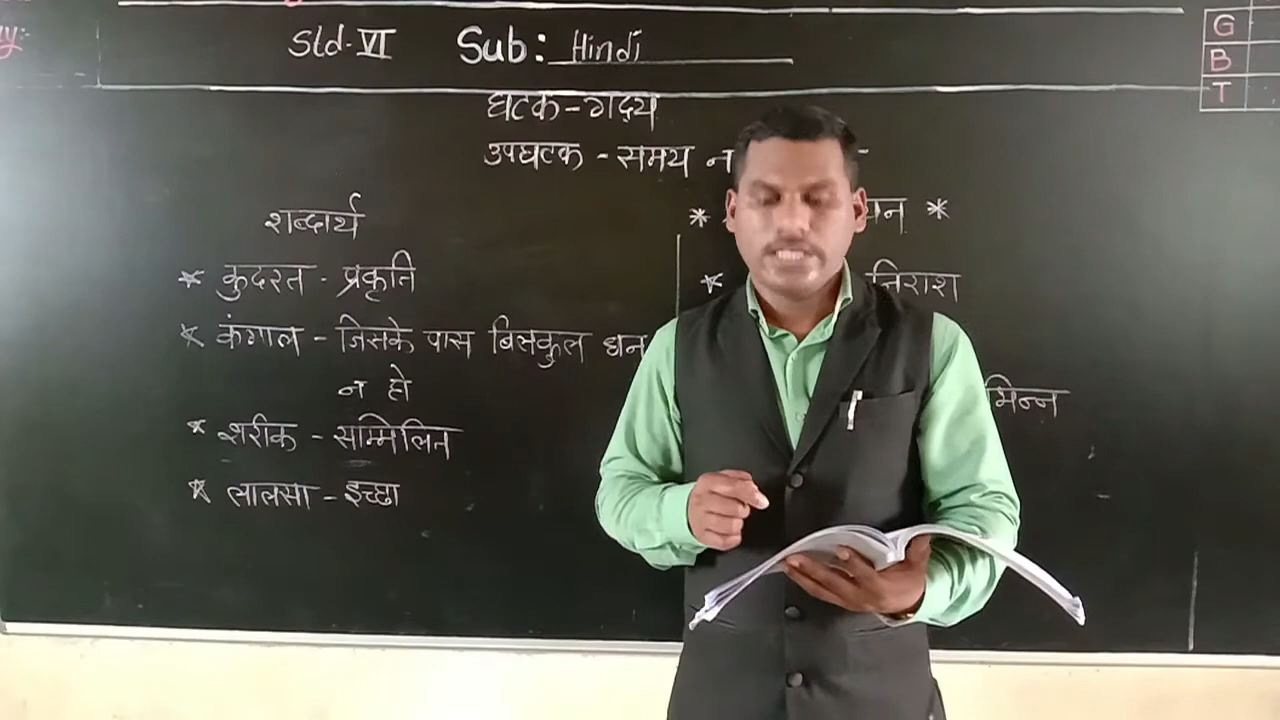 Std-VI Sub: Hindi
G
B
T
घटक-गद्य
उपघटक - समय न
शब्दार्थ
* कुदरत - प्रकृति
* कंगाल - जिसके पास बिलकुल धन
न हो
* शरीक - सम्मिलित
* लालसा - इच्छा
* *
* निराश
भिन्न